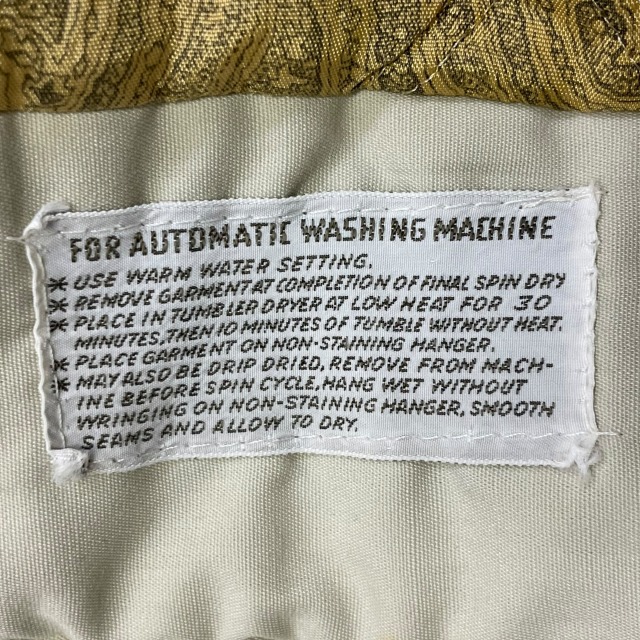 FOR AUTOMATIC WASHING MACHINE
* USE WARM WATER SETTING.
* REMOVE GARMENT AT COMPLETION OF FINAL SPIN DRY
* PLACE IN TUMBLER DRYER AT LOW HEAT FOR 30
MINUTES, THEN 10 MINUTES OF TUMBLE WITHOUT HEAT.
* PLACE GARMENT ON NON-STAINING HANGER.
* MAY ALSO BE DRIP DRIED, REMOVE FROM MACH-
INE BEFORE SPIN CYCLE, HANG WET WITHOUT
WRINGING ON NON-STAINING HANGER, SMOOTH
SEAMS AND ALLOW TO DRY.